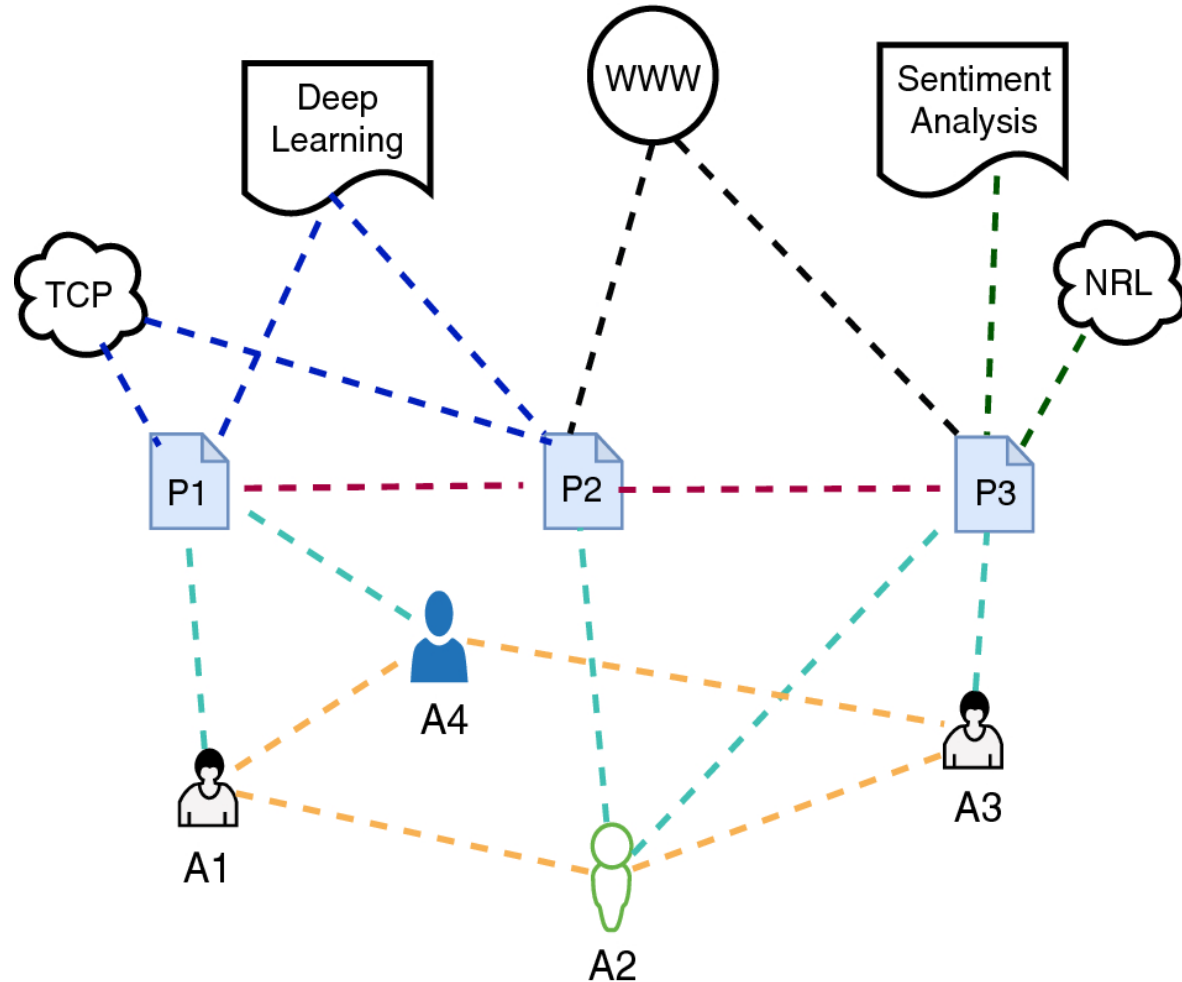 Deep
Learning
WWW
Sentiment
Analysis
TCP
NRL
P1
P2
P3
A4
A3
A1
A2